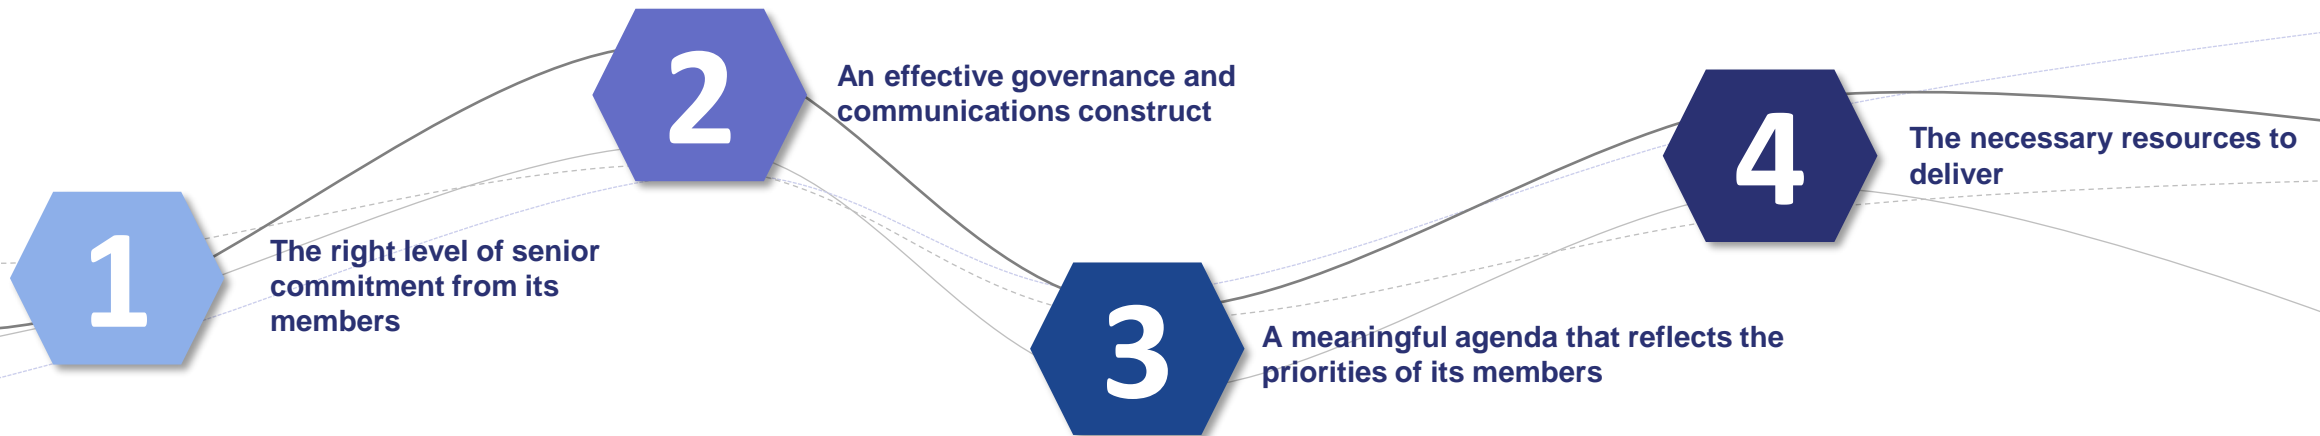 1
The right level of senior
commitment from its
members
2
An effective governance and
communications construct
3
A meaningful agenda that reflects the
priorities of its members
4
The necessary resources to
deliver